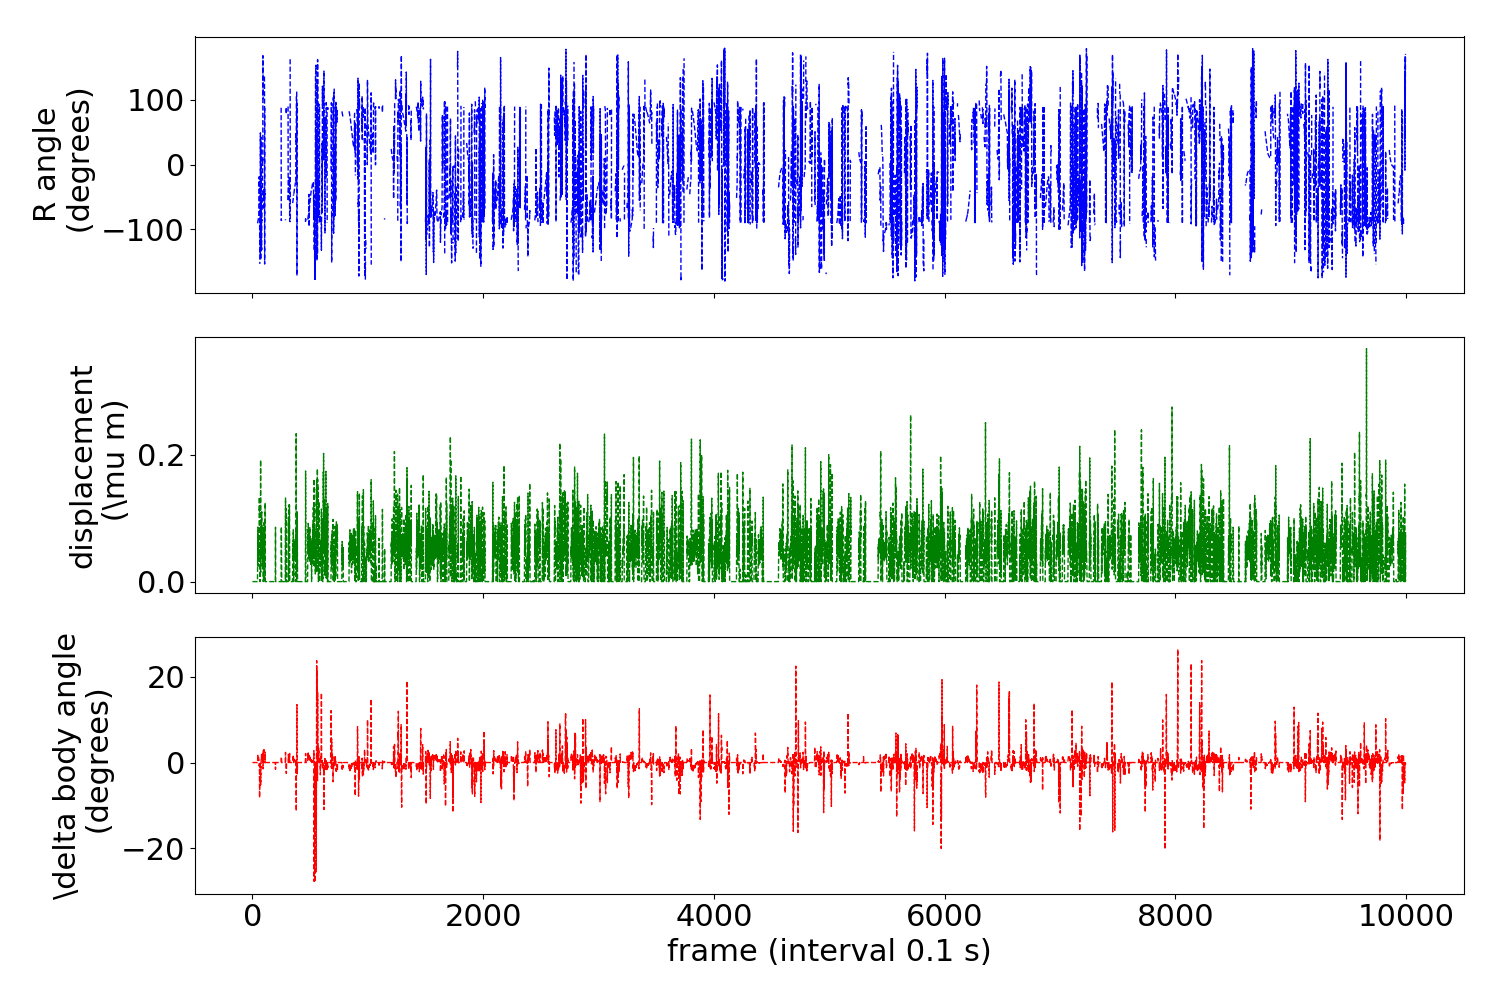 R angle
(degrees)
100
0
−100
displacement
(\mu m)
0.2
0.0
\delta body angle
(degrees)
20
0
−20
0 2000 4000 6000 8000 10000
frame (interval 0.1 s)